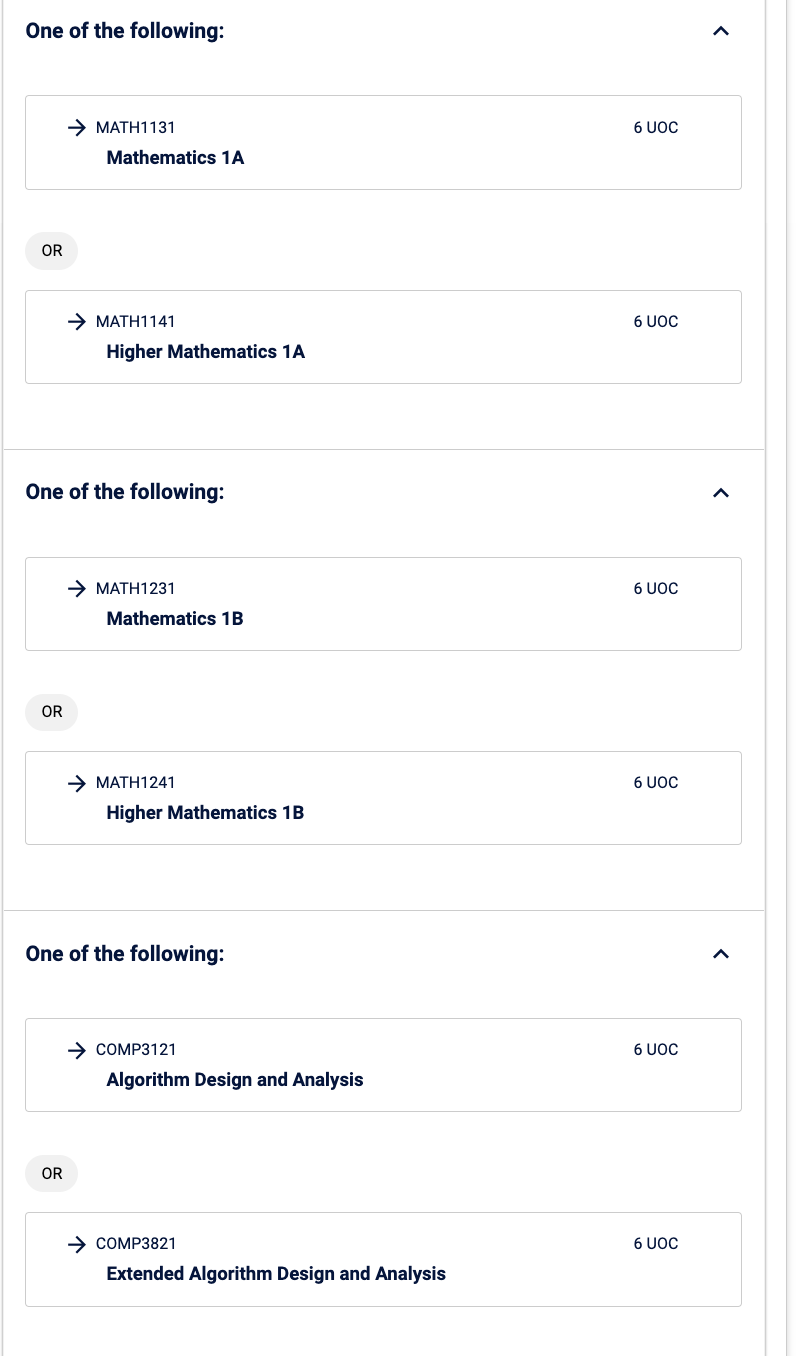 One of the following:
MATH1131 6 UOC
Mathematics 1A
OR
MATH1141 6 UOC
Higher Mathematics 1A
One of the following:
MATH1231 6 UOC
Mathematics 1B
OR
MATH1241 6 UOC
Higher Mathematics 1B
One of the following:
COMP3121 6 UOC
Algorithm Design and Analysis
OR
COMP3821 6 UOC
Extended Algorithm Design and Analysis